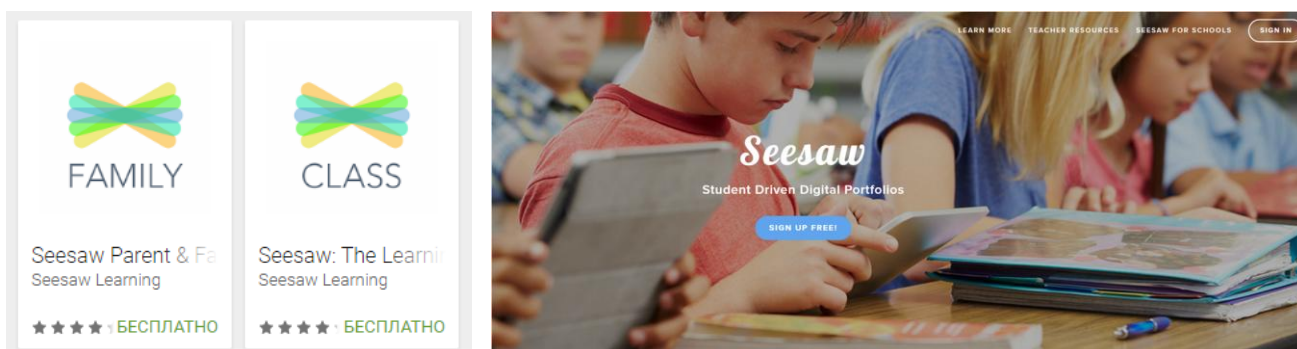 FAMILY
Seesaw Parent & Fa
Seesaw Learning
БЕСПЛАТНО
CLASS
Seesaw: The Learni
Seesaw Learning
БЕСПЛАТНО
LEARN MORE TEACHER RESOURCES SEESAW FOR SCHOOLS SIGN IN
Seesaw
Student Driven Digital Portfolios
SIGN UP FREE!